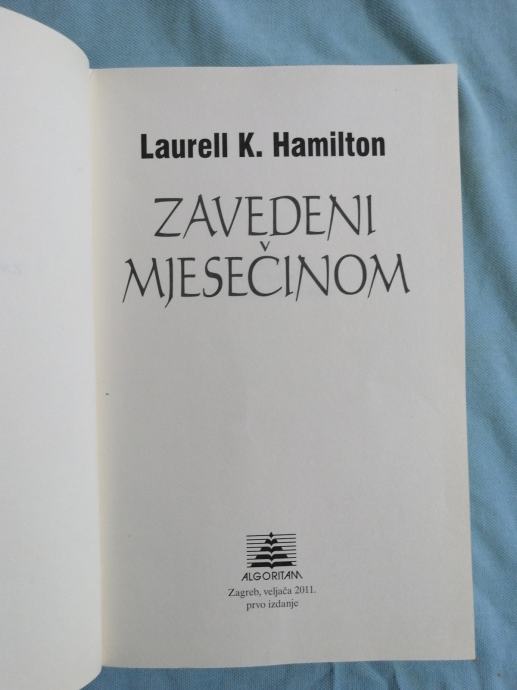 Laurell K. Hamilton
ZAVEDENI
MJESEČINOM
ALGORITAM
Zagreb, veljača 2011.
prvo izdanje